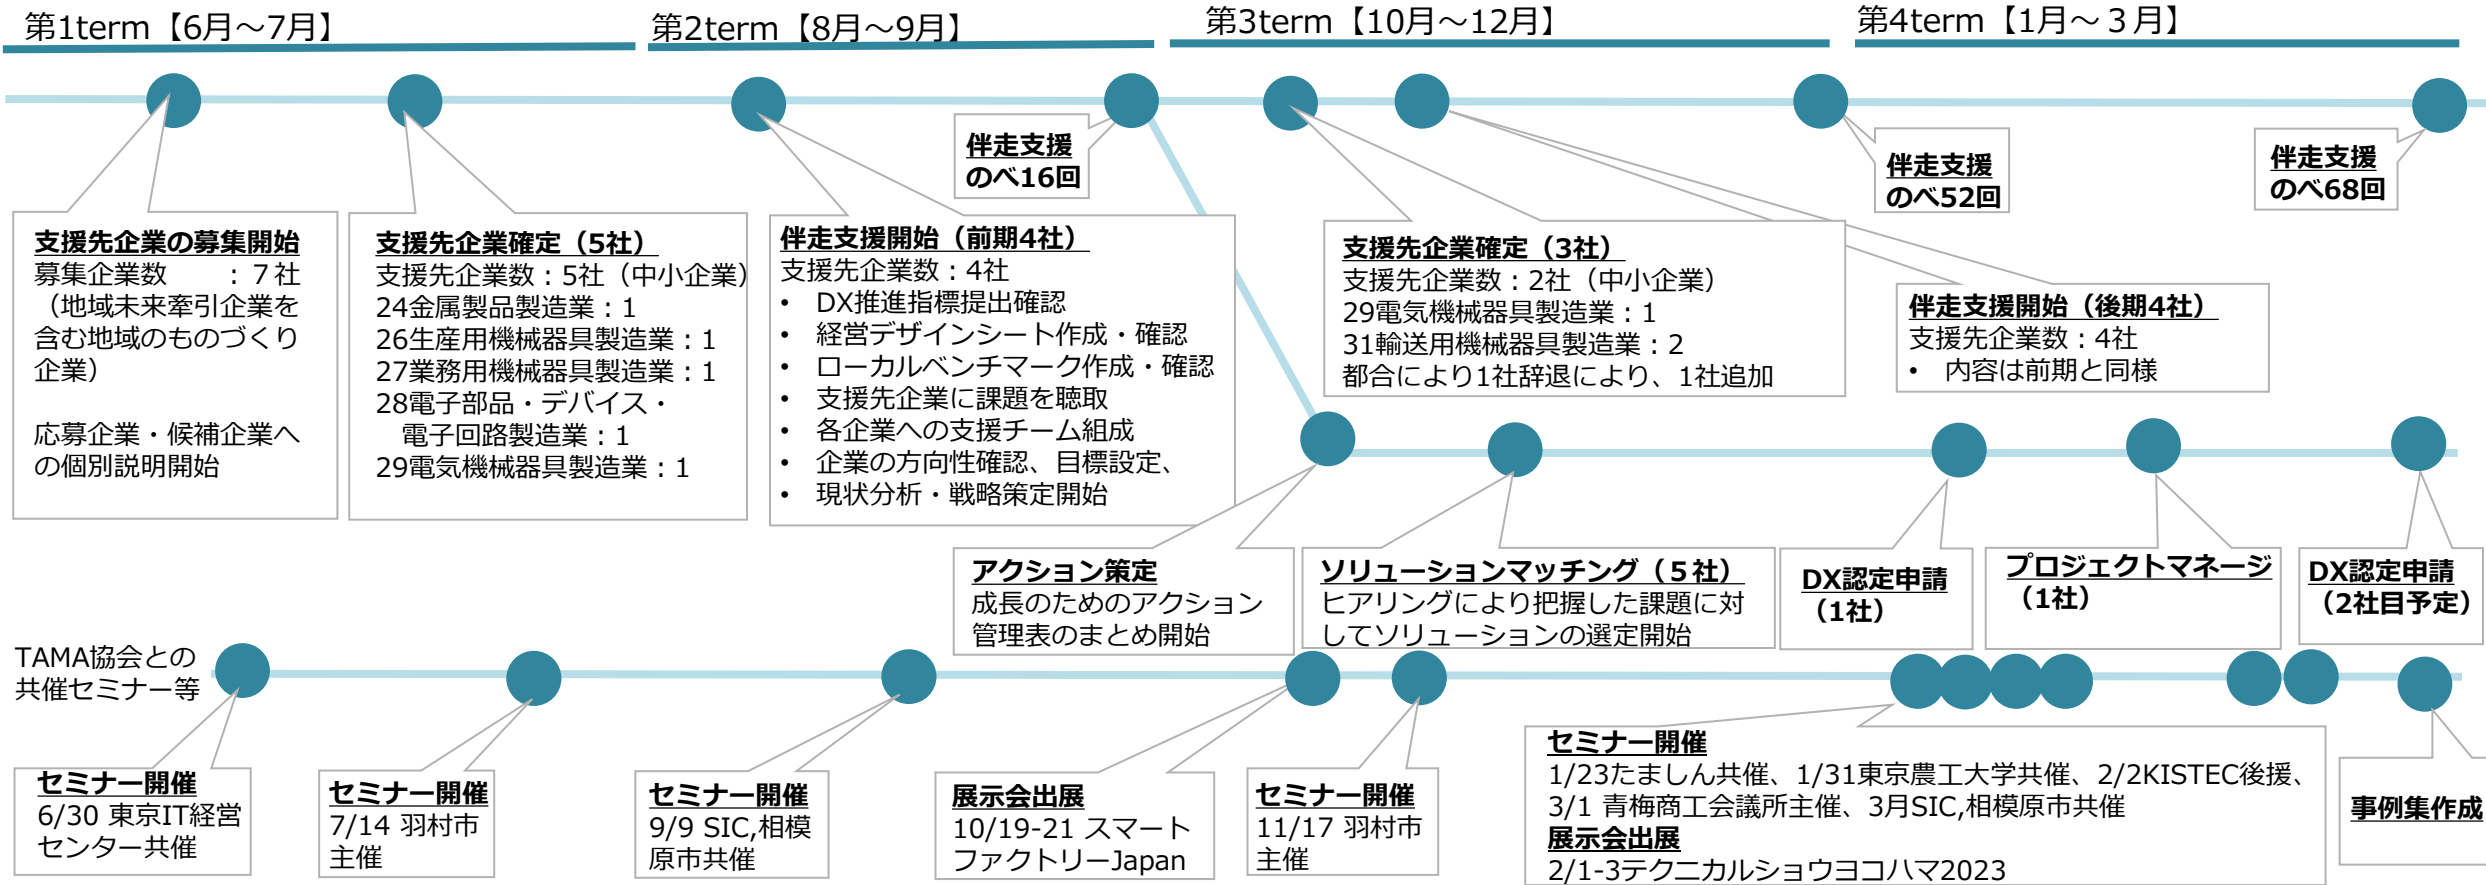 第1term【6月～7月】
第2term【8月～9月】
第3term【10月～12月】
第4term【1月～３月】
伴走支援
のべ16回
伴走支援
のべ52回
伴走支援
のべ68回
支援先企業の募集開始
募集企業数　　：７社
（地域未来牽引企業を
含む地域のものづくり
企業）
応募企業・候補企業へ
の個別説明開始
支援先企業確定（5社）
支援先企業数：5社（中小企業）
24金属製品製造業：1
26生産用機械器具製造業：1
27業務用機械器具製造業：1
28電子部品・デバイス・
電子回路製造業：1
29電気機械器具製造業：1
伴走支援開始（前期4社）
支援先企業数：4社
• DX推進指標提出確認
• 経営デザインシート作成・確認
• ローカルベンチマーク作成・確認
• 支援先企業に課題を聴取
• 各企業への支援チーム組成
• 企業の方向性確認、目標設定、
• 現状分析・戦略策定開始
支援先企業確定（3社）
支援先企業数：2社（中小企業）
29電気機械器具製造業：1
31輸送用機械器具製造業：2
都合により1社辞退により、1社追加
伴走支援開始（後期4社）
支援先企業数：4社
• 内容は前期と同様
アクション策定
成長のためのアクション
管理表のまとめ開始
ソリューションマッチング（５社）
ヒアリングにより把握した課題に対
してソリューションの選定開始
DX認定申請
（1社）
プロジェクトマネージ
（1社）
DX認定申請
（2社目予定）
TAMA協会との
共催セミナー等
セミナー開催
6/30 東京IT経営
センター共催
セミナー開催
7/14 羽村市
主催
セミナー開催
9/9 SIC,相模
原市共催
展示会出展
10/19-21 スマート
ファクトリーJapan
セミナー開催
11/17 羽村市
主催
セミナー開催
1/23たましん共催、1/31東京農工大学共催、2/2KISTEC後援、
3/1 青梅商工会議所主催、3月SIC,相模原市共催
展示会出展
2/1-3テクニカルショウヨコハマ2023
事例集作成